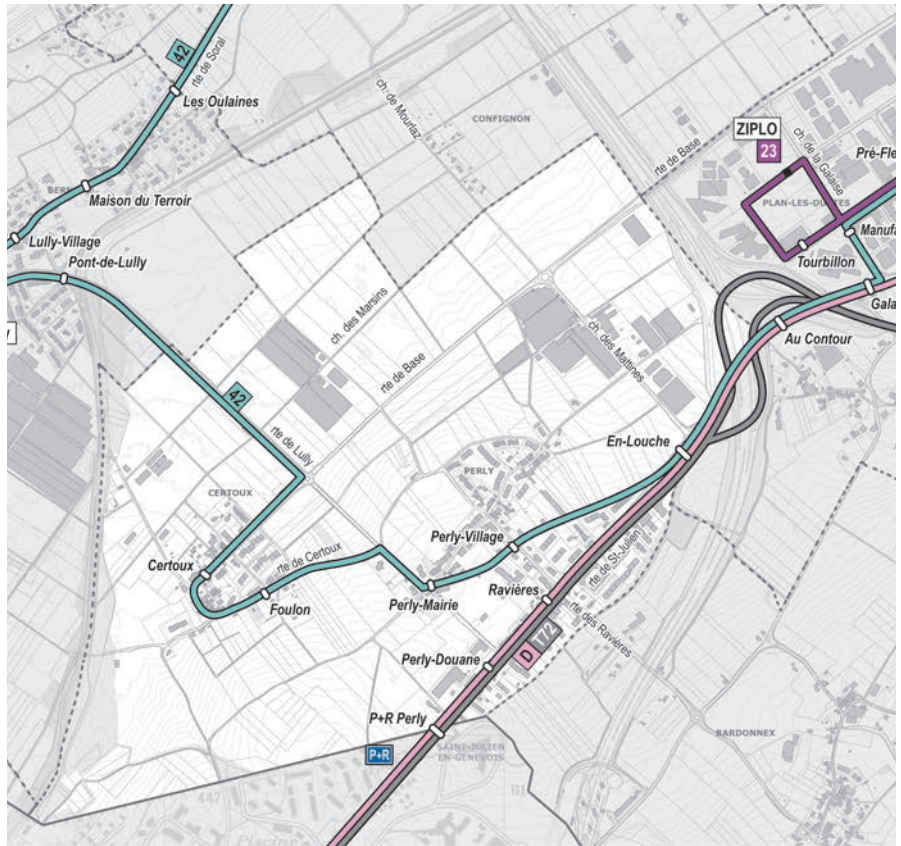 42
rte de Soral
Les Oulaines
ch. de Mourlaz
CONFIGNON
rte de Base
ZIPLO
23
ch. de la Galaise
Pré-Fle
PLAN-LES-OUATES
BERN
Maison du Terroir
Lully-Village
Pont-de-Lully
Manufa
Tourbillon
Gala
Au Contour
ch. des Marsins
rte de Base
ch. des Mattines
42
rte de Lully
En-Louche
PERLY
CERTOUX
Perly-Village
Certoux
rte de Certoux
Foulon
Perly-Mairie
Ravières
rte de St-Julien
rte des Ravières
D
T72
Perly-Douane
P+R Perly
P+R
SAINT-JULIEN
EN-GENEVOIS
BARDONNEX
447
B1
Piscine